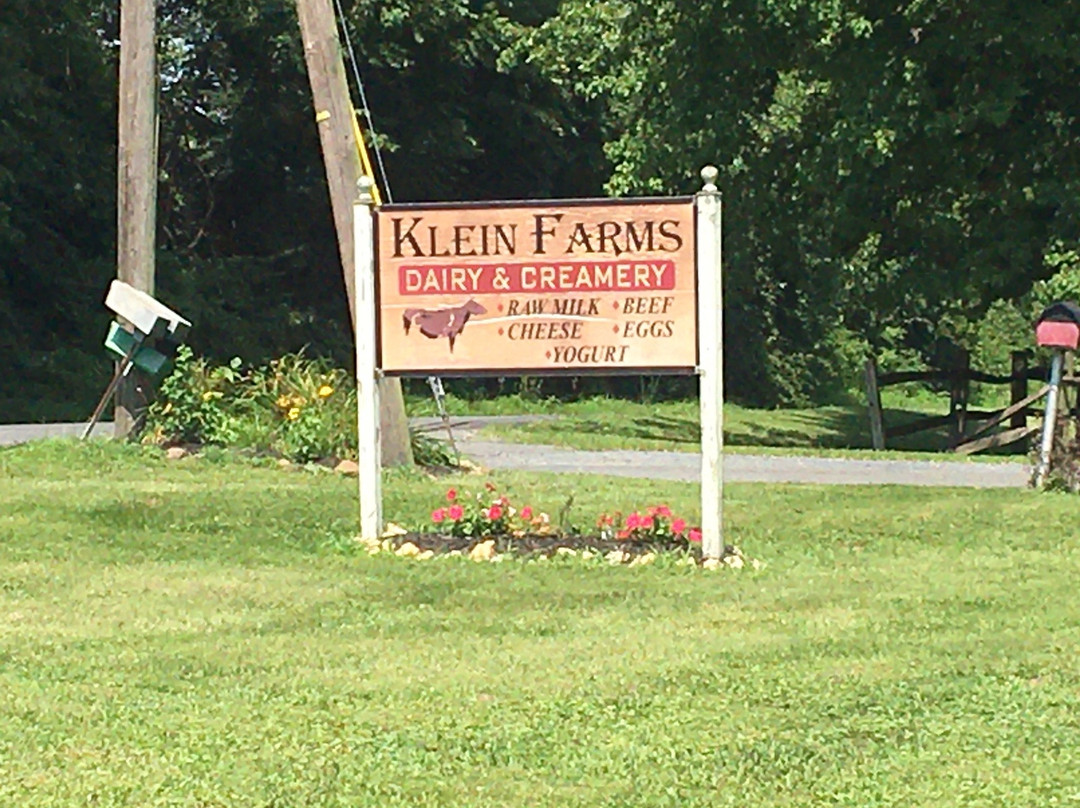 KLEIN FARMS
DAIRY & CREAMERY
♦RAW MILK ♦BEEF
♦CHEESE ♦EGGS
♦YOGURT